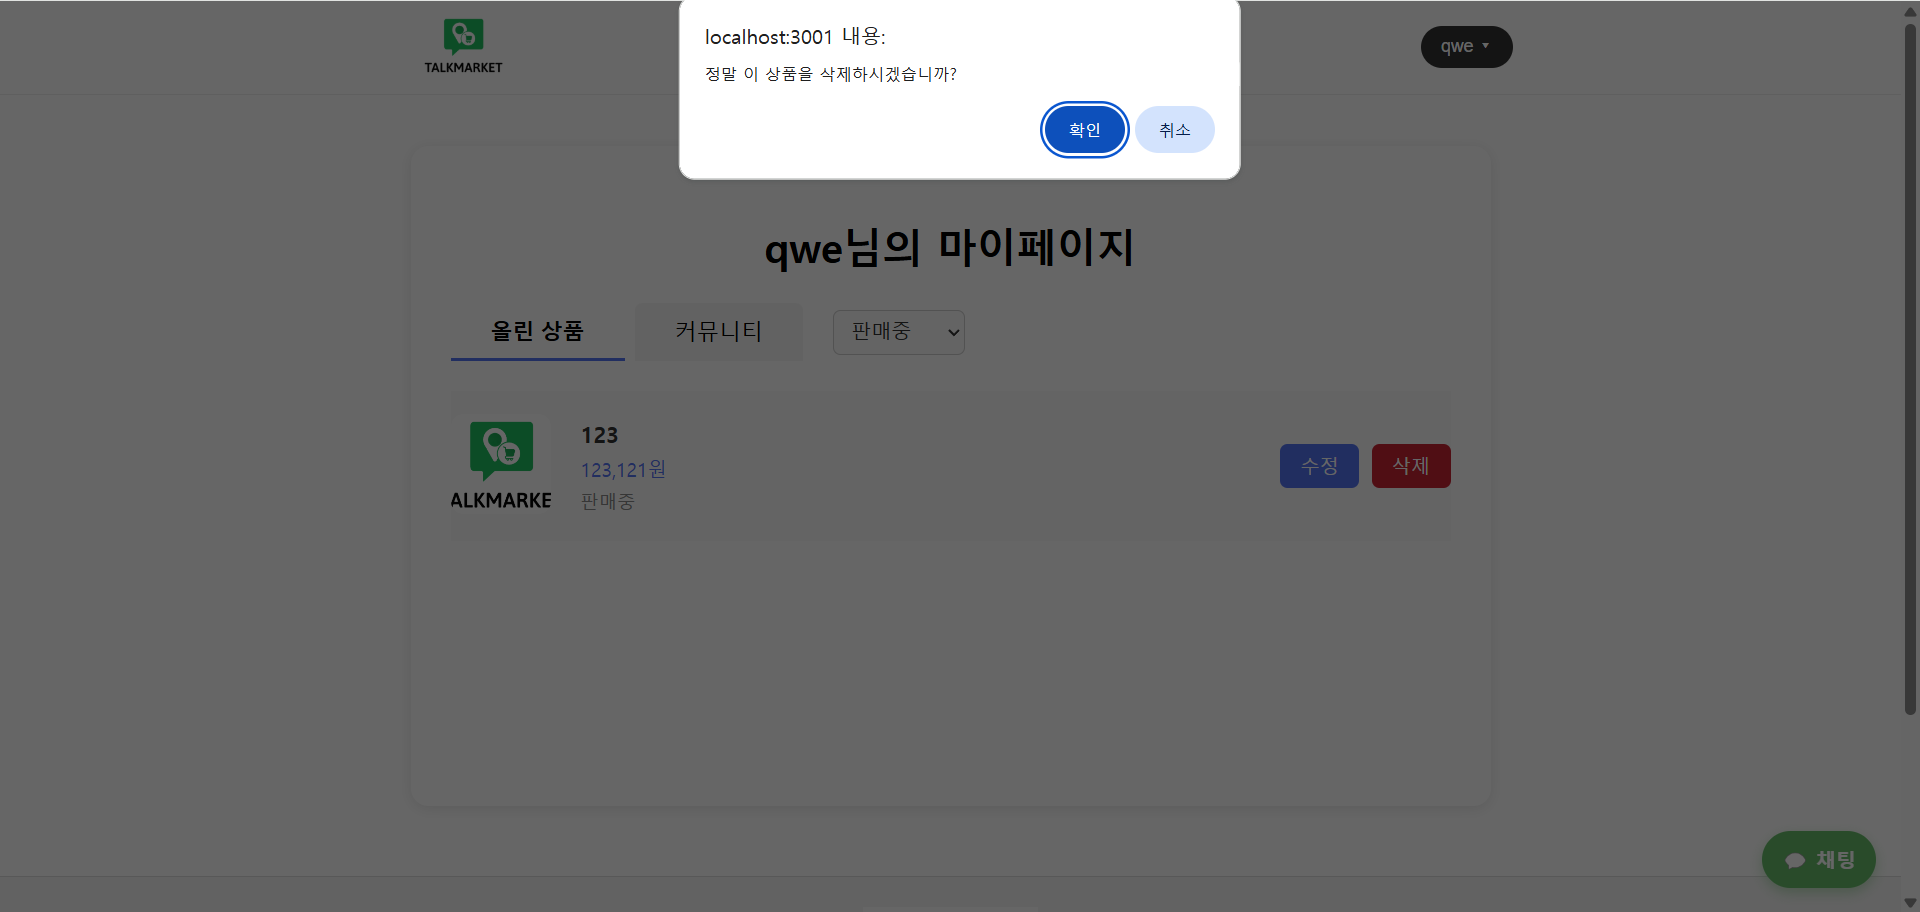 localhost:3001 내용:
정말 이 상품을 삭제하시겠습니까?
확인 취소
TALKMARKET
qwe
qwe님의 마이페이지
올린 상품 커뮤니티 판매중
ALKMARKE
123
123,121원
판매중
수정 삭제
채팅